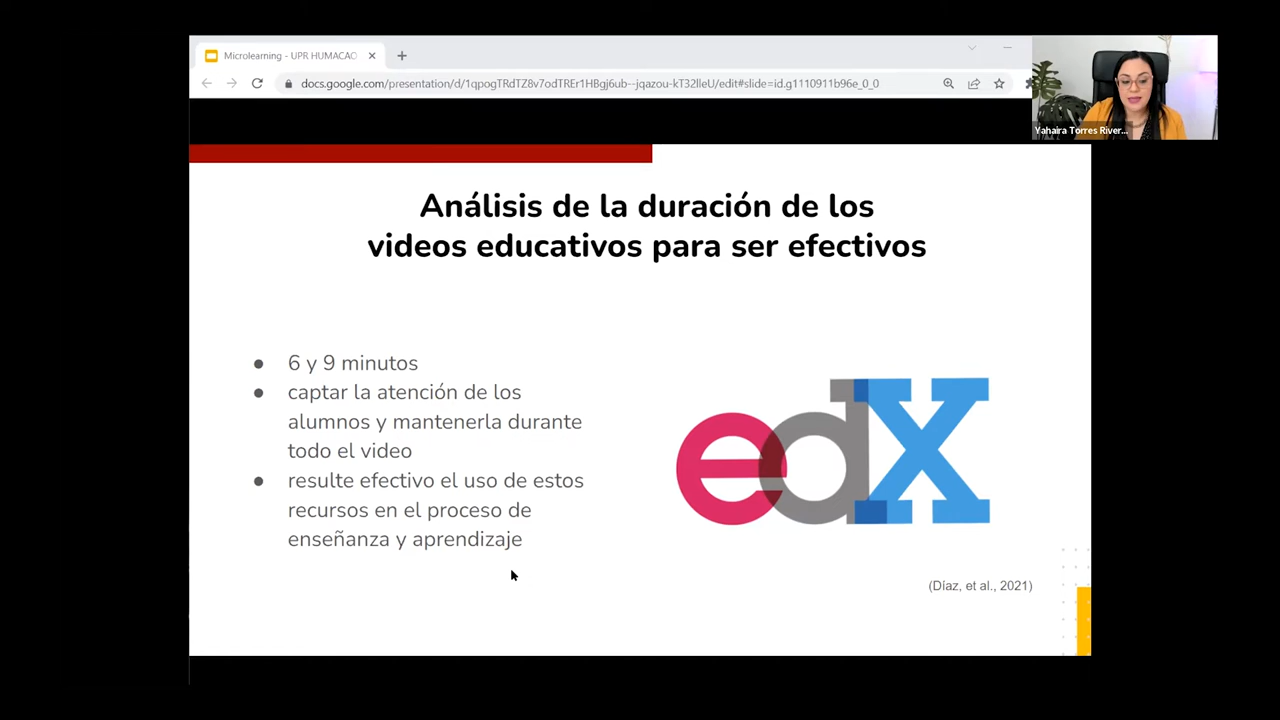 Microlearning - UPR HUMACAO
docs.google.com/presentation/d/1qpogTRdTZ8v7odTREr1HBgj6ub--jqazou-kT32lleU/edit#slide=id.g1110911b96e_0_0
Yahaira Torres River...
Análisis de la duración de los
videos educativos para ser efectivos
● 6 y 9 minutos
● captar la atención de los
alumnos y mantenerla durante
todo el video
● resulte efectivo el uso de estos
recursos en el proceso de
enseñanza y aprendizaje
edX
(Díaz, et al., 2021)